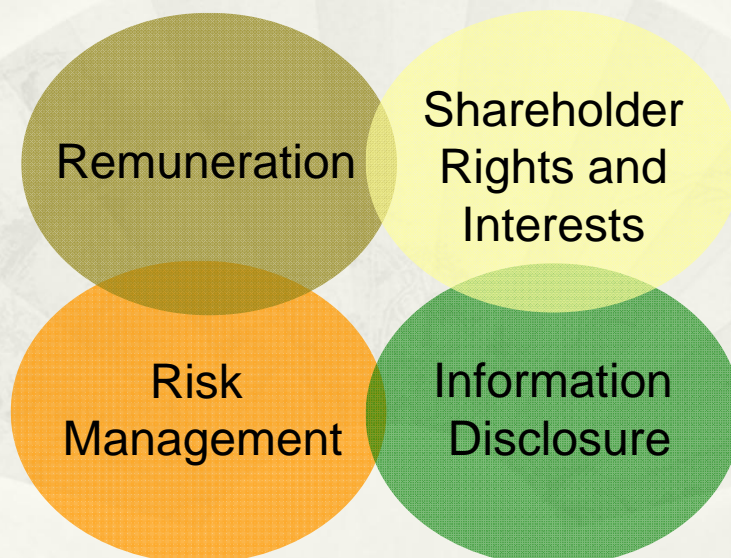 Remuneration
Shareholder
Rights and
Interests
Risk
Management
Information
Disclosure